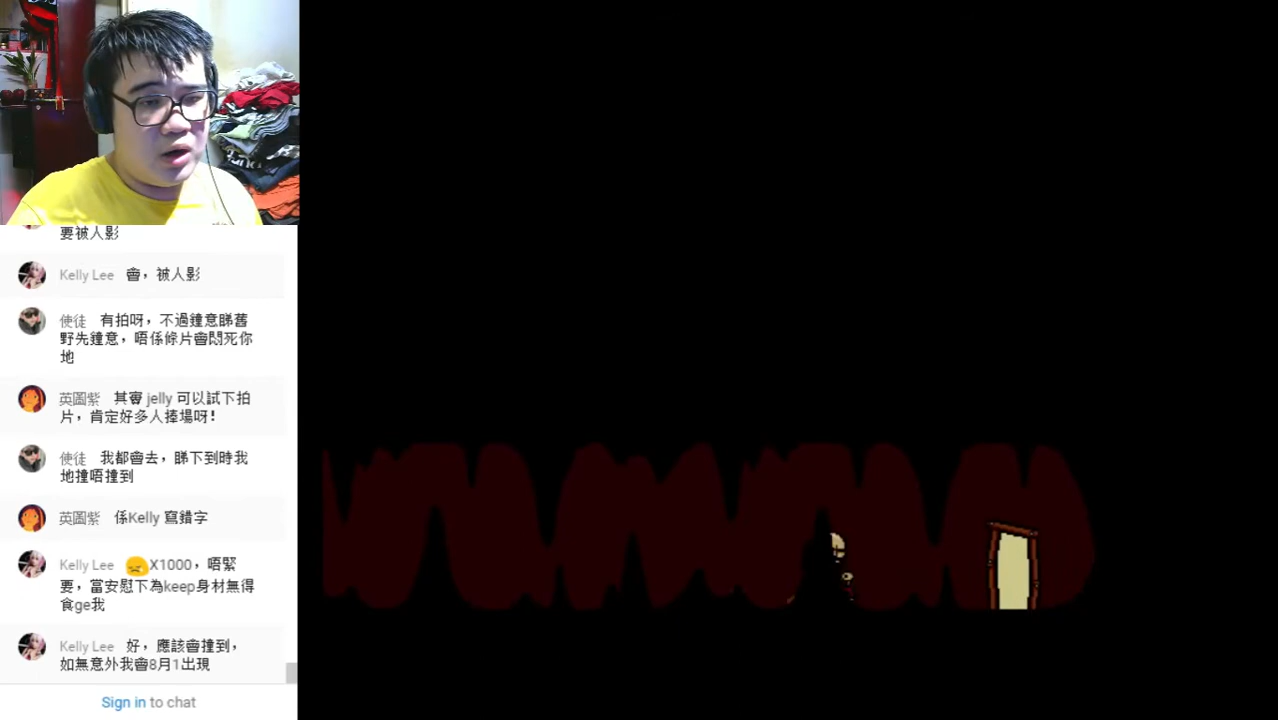 要被人影
Kelly Lee 會，被人影
使徒 有拍呀，不過鐘意睇舊
野先鐘意，唔係條片會悶死你
地
英圖紫 其實 jelly 可以試下拍
片，肯定好多人捧場呀！
使徒 我都會去，睇下到時我
地撞唔撞到
英圖紫 係Kelly 寫錯字
Kelly Lee 😞X1000，唔緊
要，當安慰下為keep身材無得
食ge我
Kelly Lee 好，應該會撞到，
如無意外我會8月1出現
Sign in to chat